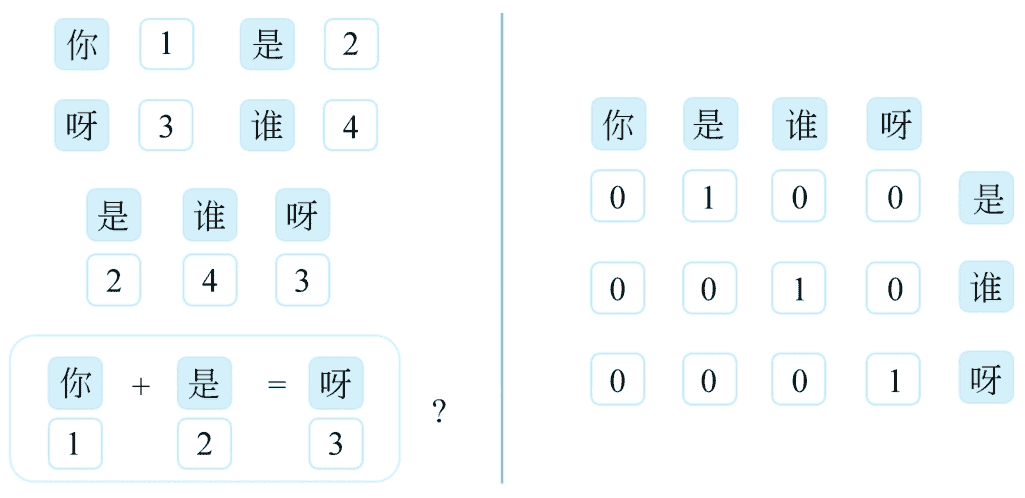 你 1 是 2
呀 3 谁 4
是 谁 呀
2 4 3
你 + 是 = 呀
1 2 3
?
你 是 谁 呀
0 1 0 0 是
0 0 1 0 谁
0 0 0 1 呀